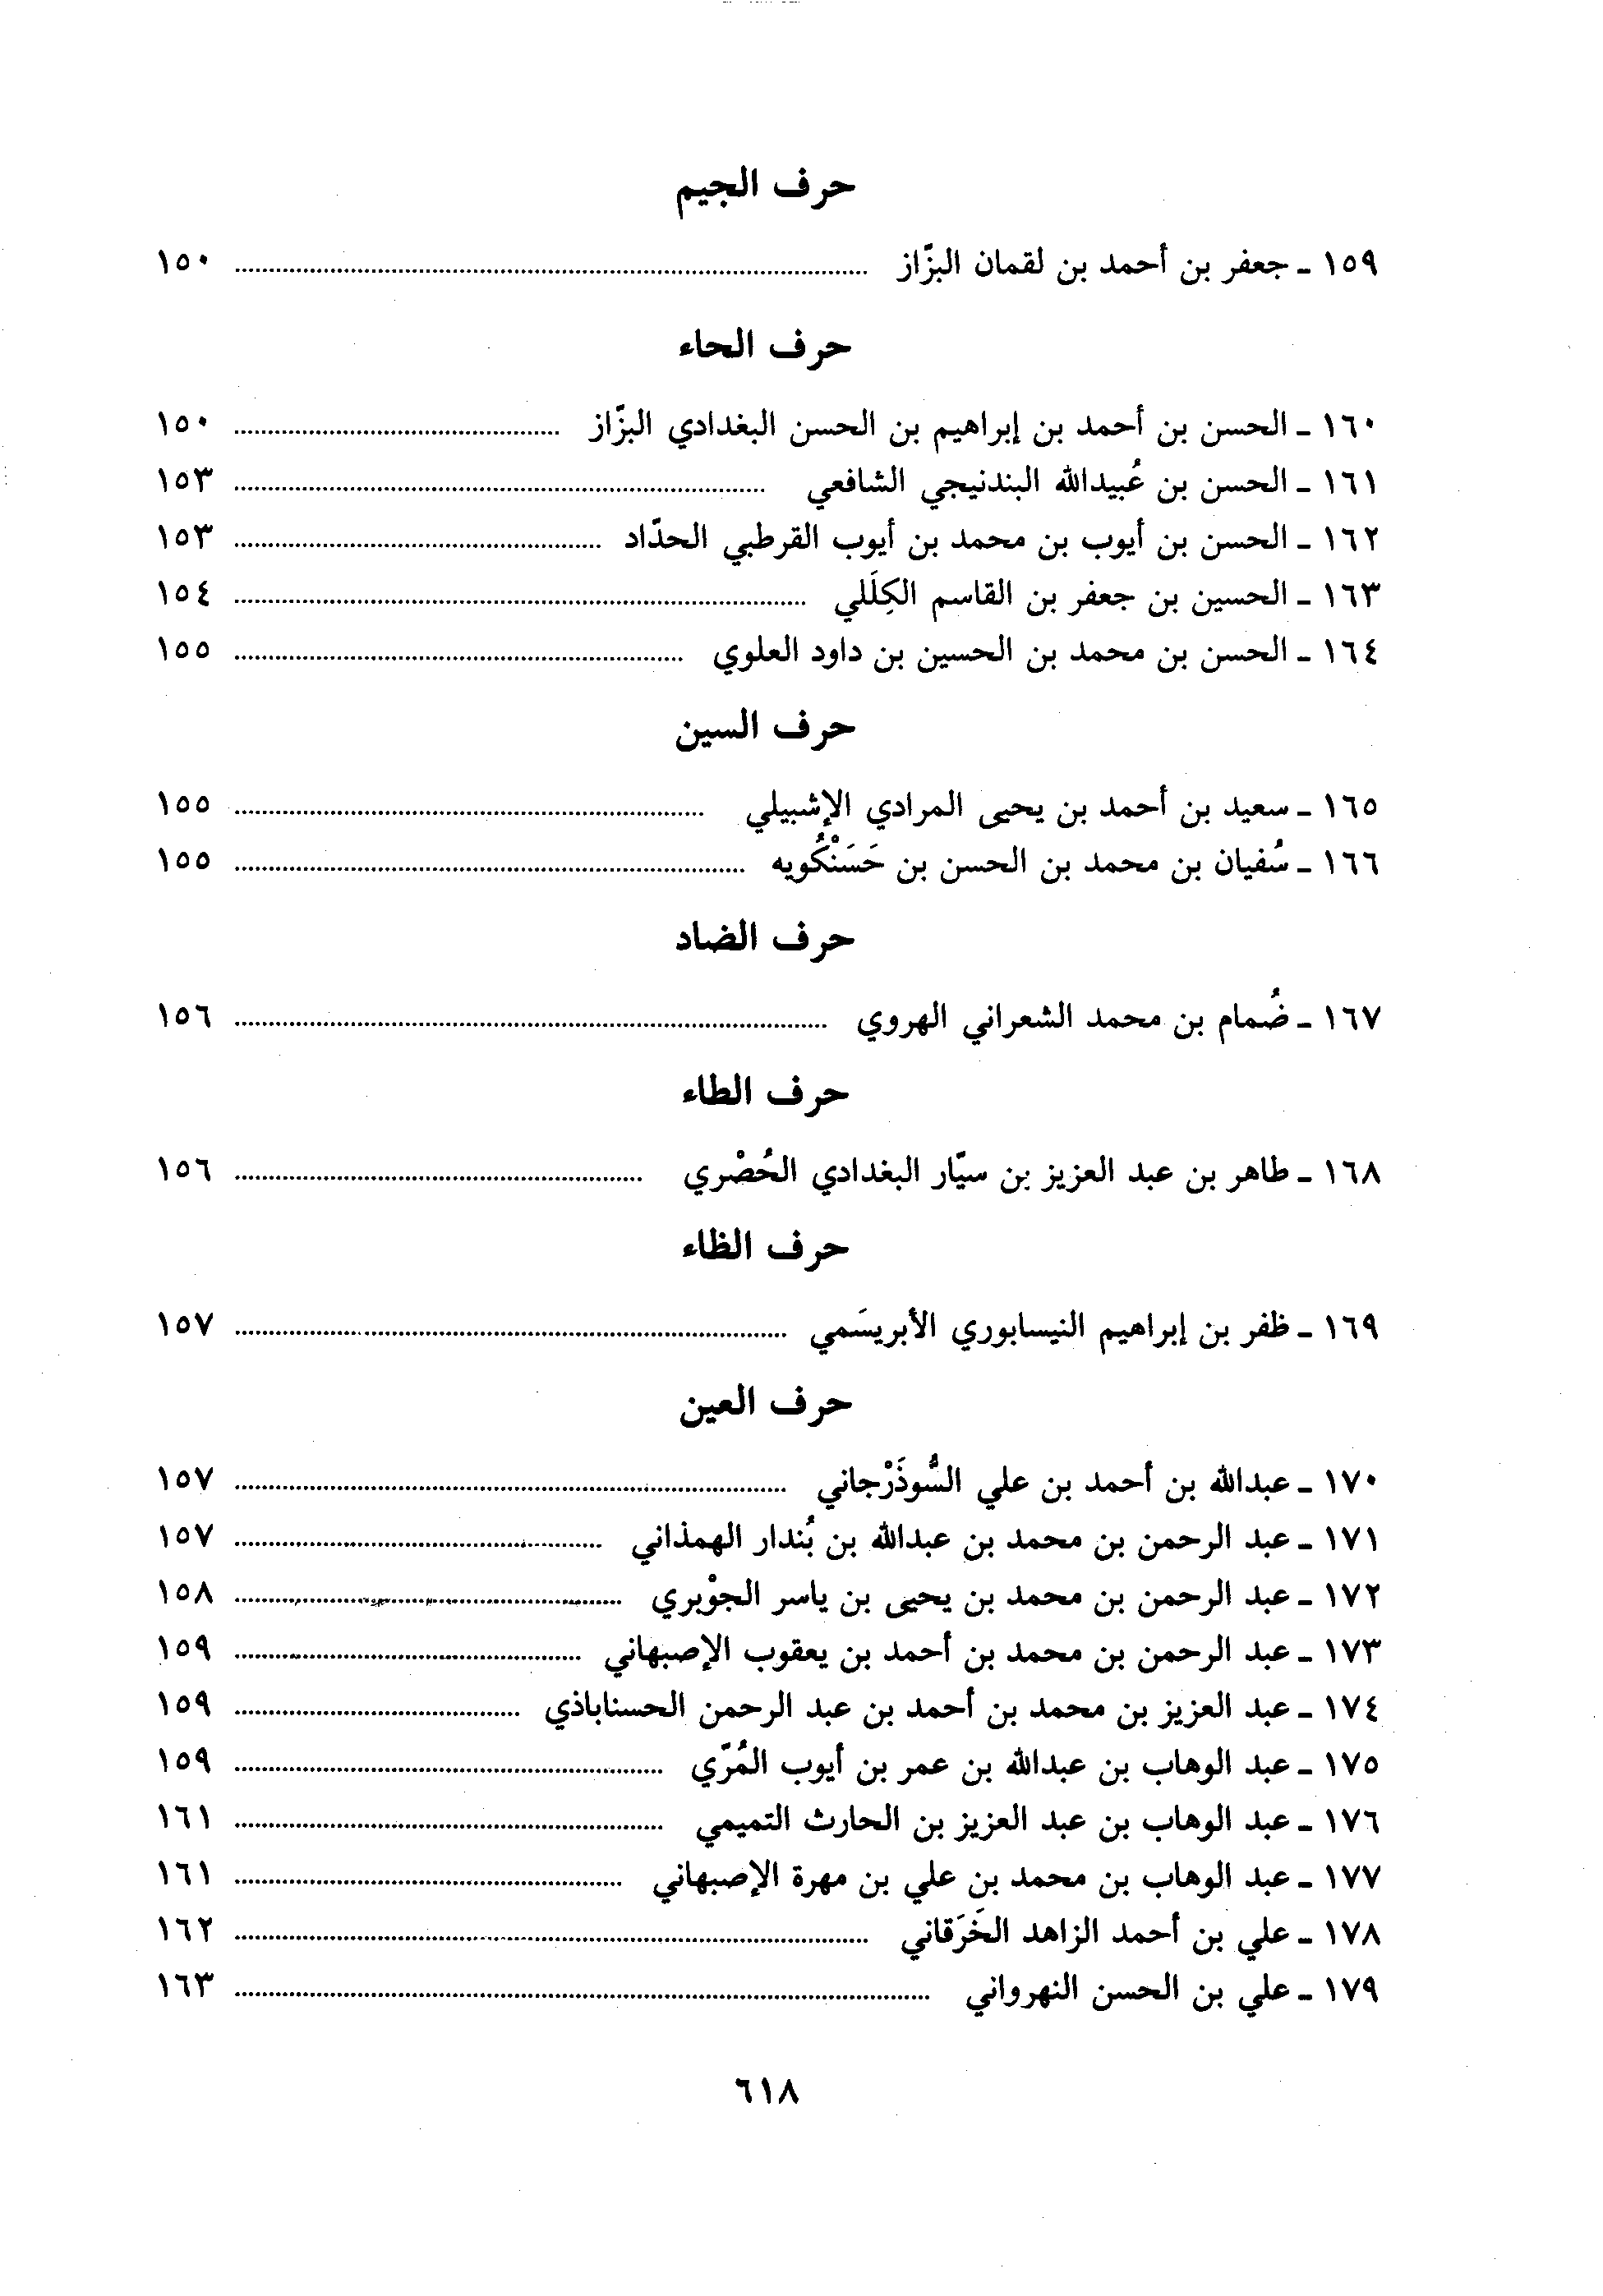 حرف الجيم
١٥٩ - جعفر بن أحمد بن لقمان البزّاز ........ ١٥٠
حرف الحاء
١٦٠ - الحسن بن أحمد بن إبراهيم بن الحسن البغدادي البزّاز ........ ١٥٠
١٦١ - الحسن بن عُبيدالله البندنيجي الشافعي ........ ١٥٣
١٦٢ - الحسن بن أيوب بن محمد بن أيوب القرطبي الحدّاد ........ ١٥٣
١٦٣ - الحسين بن جعفر بن القاسم الكِلَلي ........ ١٥٤
١٦٤ - الحسن بن محمد بن الحسين بن داود العلوي ........ ١٥٥
حرف السين
١٦٥ - سعيد بن أحمد بن يحيى المرادي الإشبيلي ........ ١٥٥
١٦٦ - سُفيان بن محمد بن الحسن بن حَسَنْكُويه ........ ١٥٥
حرف الضاد
١٦٧ - ضُمام بن محمد الشعراني الهروي ........ ١٥٦
حرف الطاء
١٦٨ - طاهر بن عبد العزيز بن سيّار البغدادي الحُصْري ........ ١٥٦
حرف الظاء
١٦٩ - ظفر بن إبراهيم النيسابوري الأبريسَمي ........ ١٥٧
حرف العين
١٧٠ - عبدالله بن أحمد بن علي السُّوذَرْجاني ........ ١٥٧
١٧١ - عبد الرحمن بن محمد بن عبدالله بن بُندار الهمذاني ........ ١٥٧
١٧٢ - عبد الرحمن بن محمد بن يحيى بن ياسر الجوْبري ........ ١٥٨
١٧٣ - عبد الرحمن بن محمد بن أحمد بن يعقوب الإصبهاني ........ ١٥٩
١٧٤ - عبد العزيز بن محمد بن أحمد بن عبد الرحمن الحسناباذي ........ ١٥٩
١٧٥ - عبد الوهاب بن عبدالله بن عمر بن أيوب المُرّي ........ ١٥٩
١٧٦ - عبد الوهاب بن عبد العزيز بن الحارث التميمي ........ ١٦١
١٧٧ - عبد الوهاب بن محمد بن علي بن مهرة الإصبهاني ........ ١٦١
١٧٨ - علي بن أحمد الزاهد الخَرَقاني ........ ١٦٢
١٧٩ - علي بن الحسن النهرواني ........ ١٦٣
٦١٨